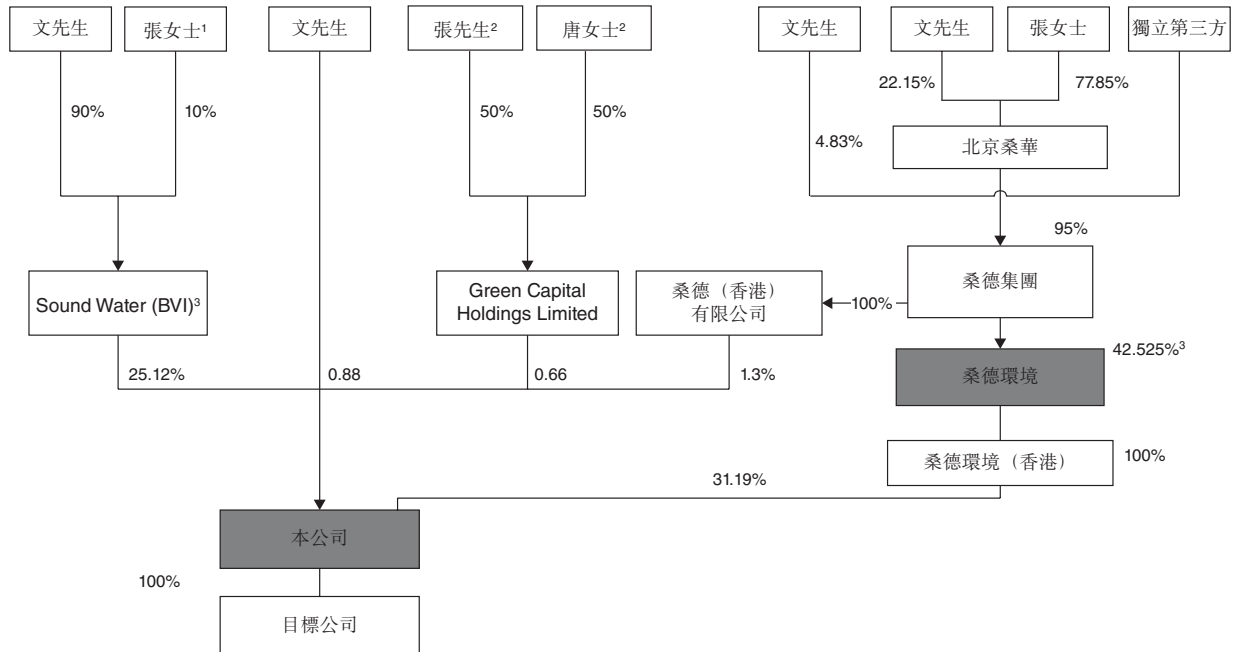 文先生
張女士¹
文先生
張先生²
唐女士²
文先生
文先生
張女士
獨立第三方
22.15%
77.85%
90%
10%
50%
50%
4.83%
北京桑華
95%
Sound Water (BVI)³
Green Capital
Holdings Limited
桑德（香港）
有限公司
100%
桑德集團
42.525%³
25.12%
0.88
0.66
1.3%
桑德環境
桑德環境（香港）
100%
31.19%
本公司
100%
目標公司